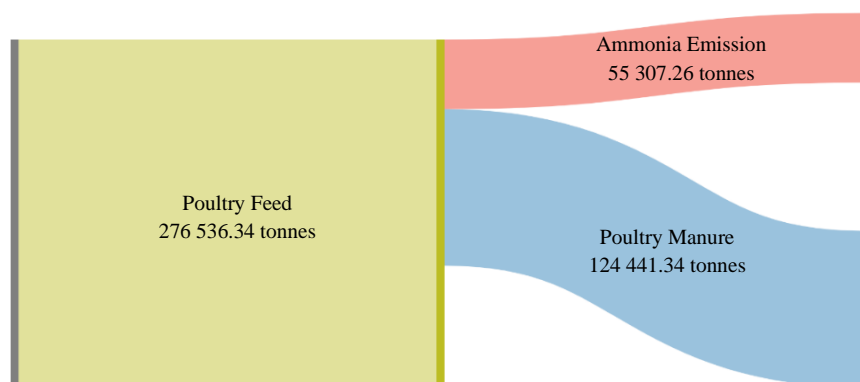 Ammonia Emission
55 307.26 tonnes
Poultry Feed
276 536.34 tonnes
Poultry Manure
124 441.34 tonnes